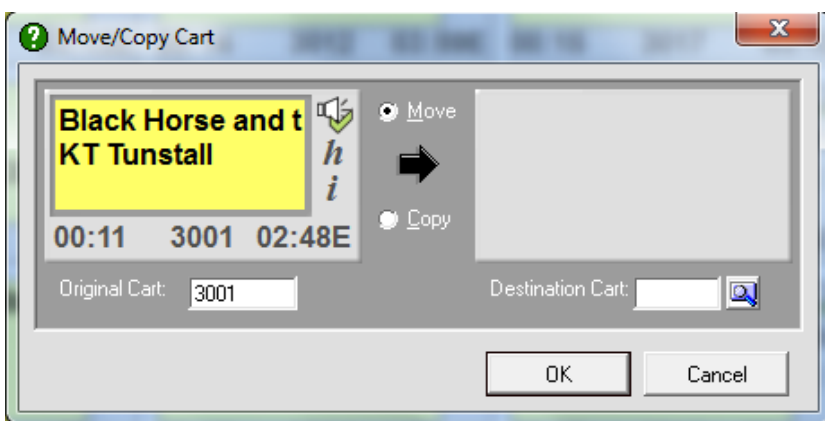 Move/Copy Cart
Black Horse and t
KT Tunstall
h
i
00:11 3001 02:48E
Move
Copy
Original Cart: 3001
Destination Cart:
OK
Cancel